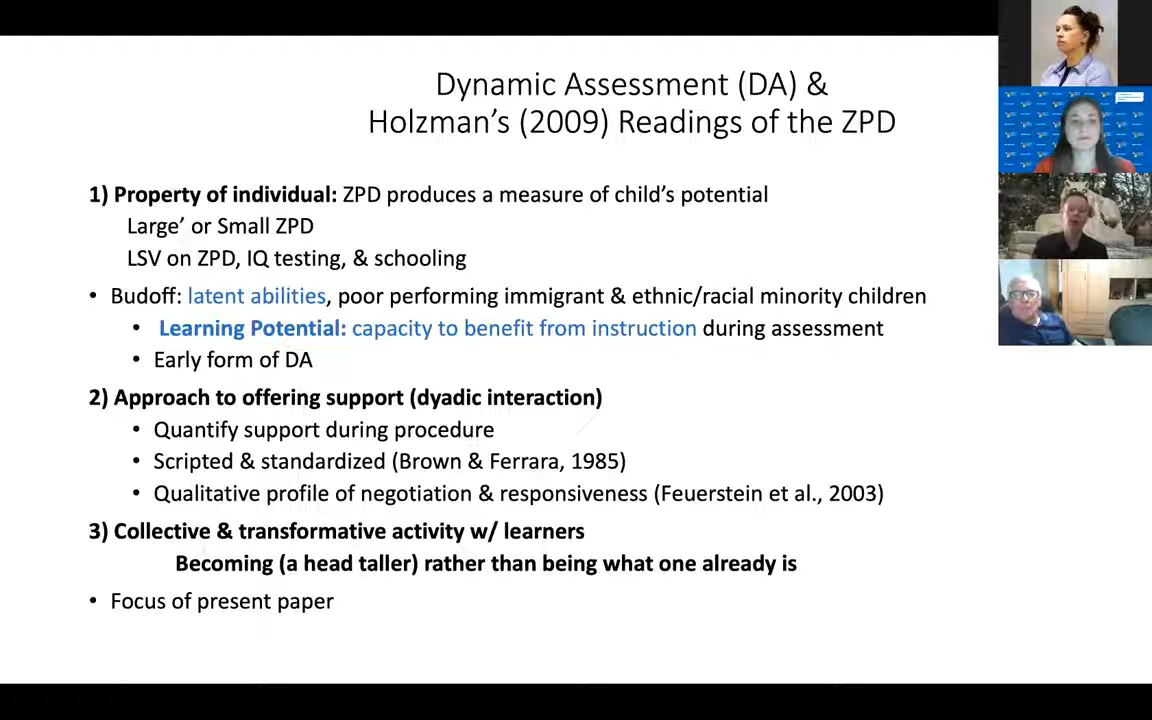 Dynamic Assessment (DA) &
Holzman's (2009) Readings of the ZPD
1) Property of individual: ZPD produces a measure of child's potential
Large' or Small ZPD
LSV on ZPD, IQ testing, & schooling
• Budoff: latent abilities, poor performing immigrant & ethnic/racial minority children
• Learning Potential: capacity to benefit from instruction during assessment
• Early form of DA
2) Approach to offering support (dyadic interaction)
• Quantify support during procedure
• Scripted & standardized (Brown & Ferrara, 1985)
• Qualitative profile of negotiation & responsiveness (Feuerstein et al., 2003)
3) Collective & transformative activity w/ learners
Becoming (a head taller) rather than being what one already is
• Focus of present paper